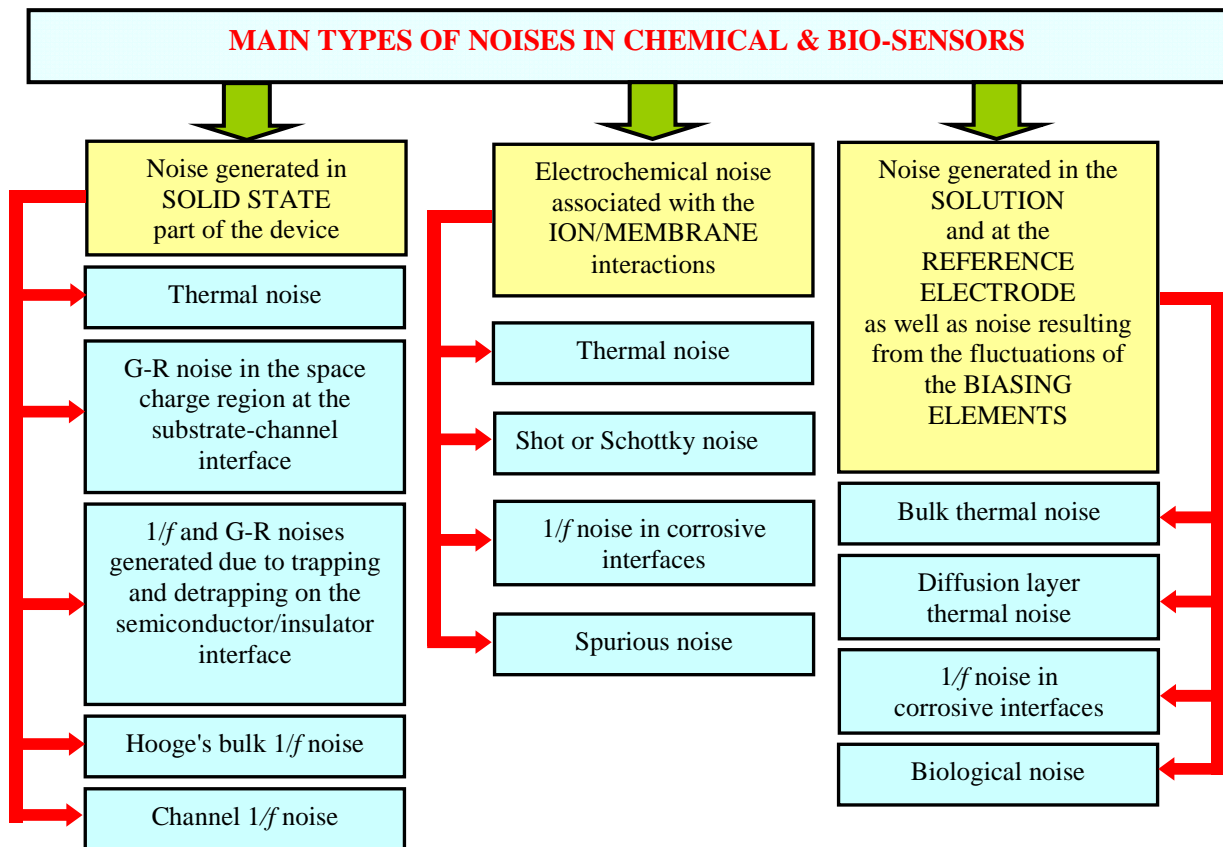 MAIN TYPES OF NOISES IN CHEMICAL & BIO-SENSORS
Noise generated in
SOLID STATE
part of the device
Thermal noise
G-R noise in the space
charge region at the
substrate-channel
interface
1/f and G-R noises
generated due to trapping
and detrapping on the
semiconductor/insulator
interface
Hooge's bulk 1/f noise
Channel 1/f noise
Electrochemical noise
associated with the
ION/MEMBRANE
interactions
Thermal noise
Shot or Schottky noise
1/f noise in corrosive
interfaces
Spurious noise
Noise generated in the
SOLUTION
and at the
REFERENCE
ELECTRODE
as well as noise resulting
from the fluctuations of
the BIASING
ELEMENTS
Bulk thermal noise
Diffusion layer
thermal noise
1/f noise in
corrosive interfaces
Biological noise